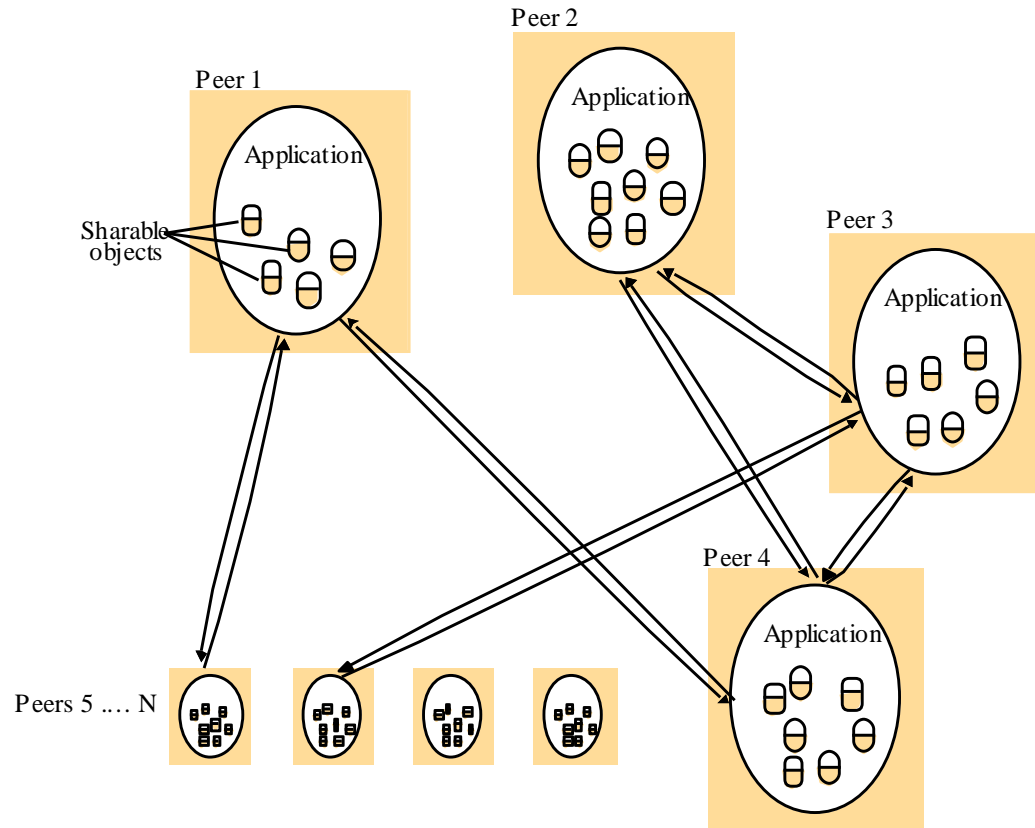 Peer 2
Peer 1
Application
Application
Sharable
objects
Peer 3
Application
Peer 4
Application
Peers 5 .... N